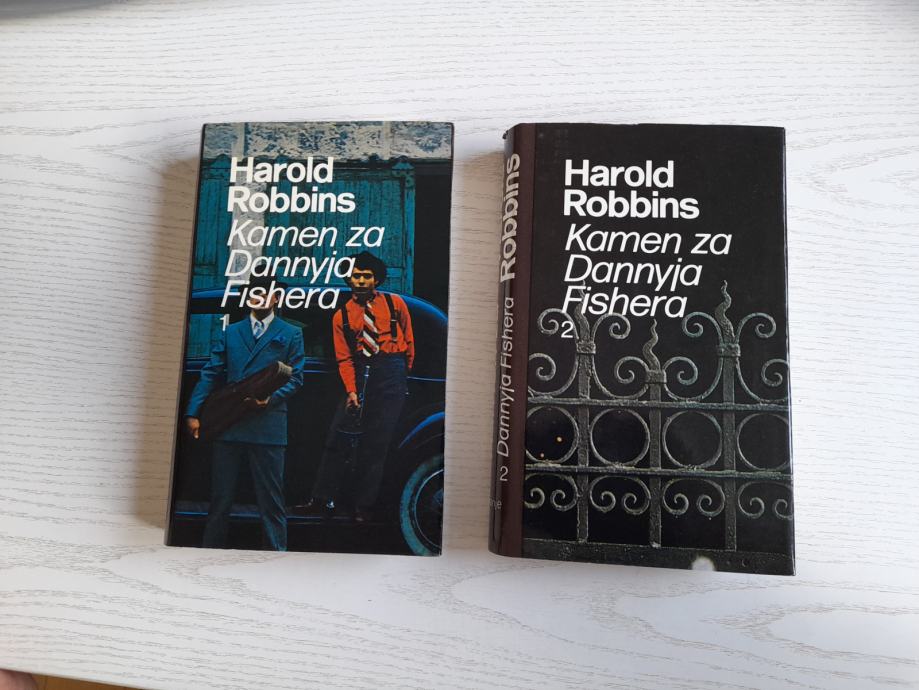 Harold
Robbins
Kamen za
Dannyja
Fishera
1
Robbins
2 Dannyja Fishera
Harold
Robbins
Kamen za
Dannyja
Fishera
2